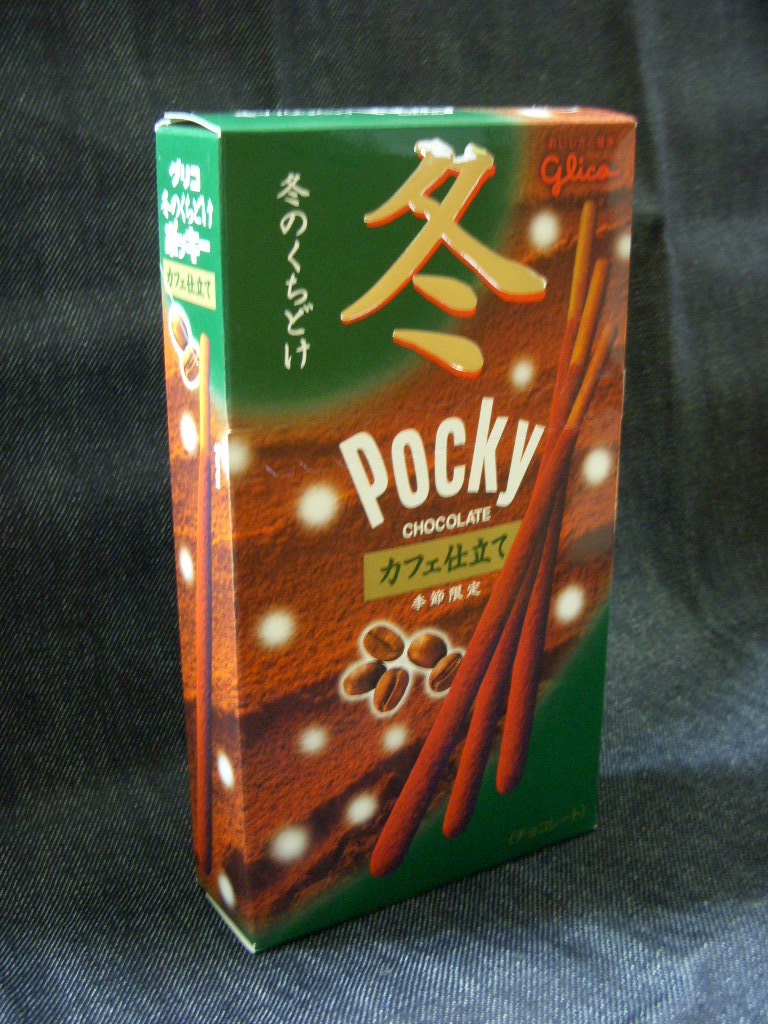 グリコ
冬のくちどけ
ポッキー
カフェ仕立て
おいしさと健康
Glico
冬のくちどけ
冬
Pocky
CHOCOLATE
カフェ仕立て
季節限定
〈チョコレート〉